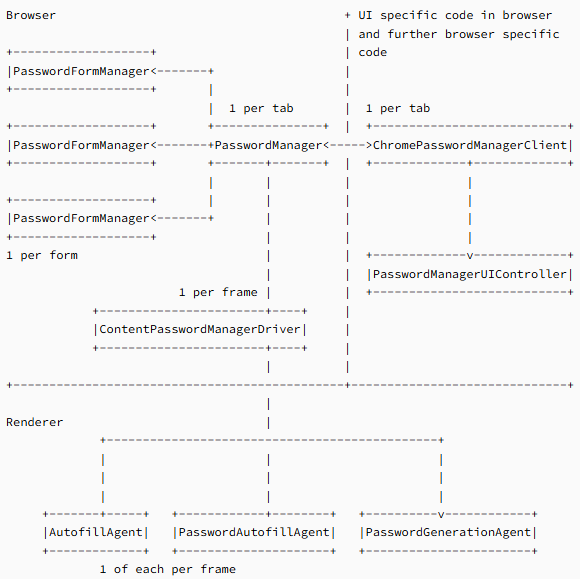 Browser + UI specific code in browser
| and further browser specific
+-------------------+ | code
|PasswordFormManager<-------+ |
+-------------------+ | |
| 1 per tab | 1 per tab
+-------------------+ +---------------+ | +---------------------------+
|PasswordFormManager<-------+PasswordManager<----->ChromePasswordManagerClient|
+-------------------+ +-------+-------+ | +-------------+-------------+
| | | |
+-------------------+ | | | |
|PasswordFormManager<-------+ | | |
+-------------------+ | | |
1 per form | | +-------------v-------------+
| | |PasswordManagerUIController|
1 per frame | | +---------------------------+
+-----------------------+----+ |
|ContentPasswordManagerDriver| |
+-----------------------+----+ |
| |
+----------------------------------------------+------------------------------+
|
Renderer |
+----------------------------------------------+
| | |
| | |
| | |
+-------+-----+ +------------+--------+ +----------v------------+
|AutofillAgent| |PasswordAutofillAgent| |PasswordGenerationAgent|
+-------------+ +---------------------+ +-----------------------+
1 of each per frame